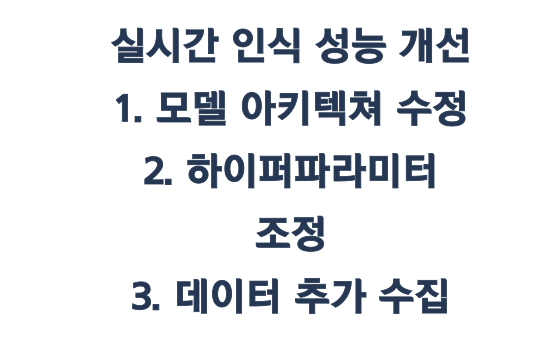 실시간 인식 성능 개선
1. 모델 아키텍쳐 수정
2. 하이퍼파라미터
조정
3. 데이터 추가 수집